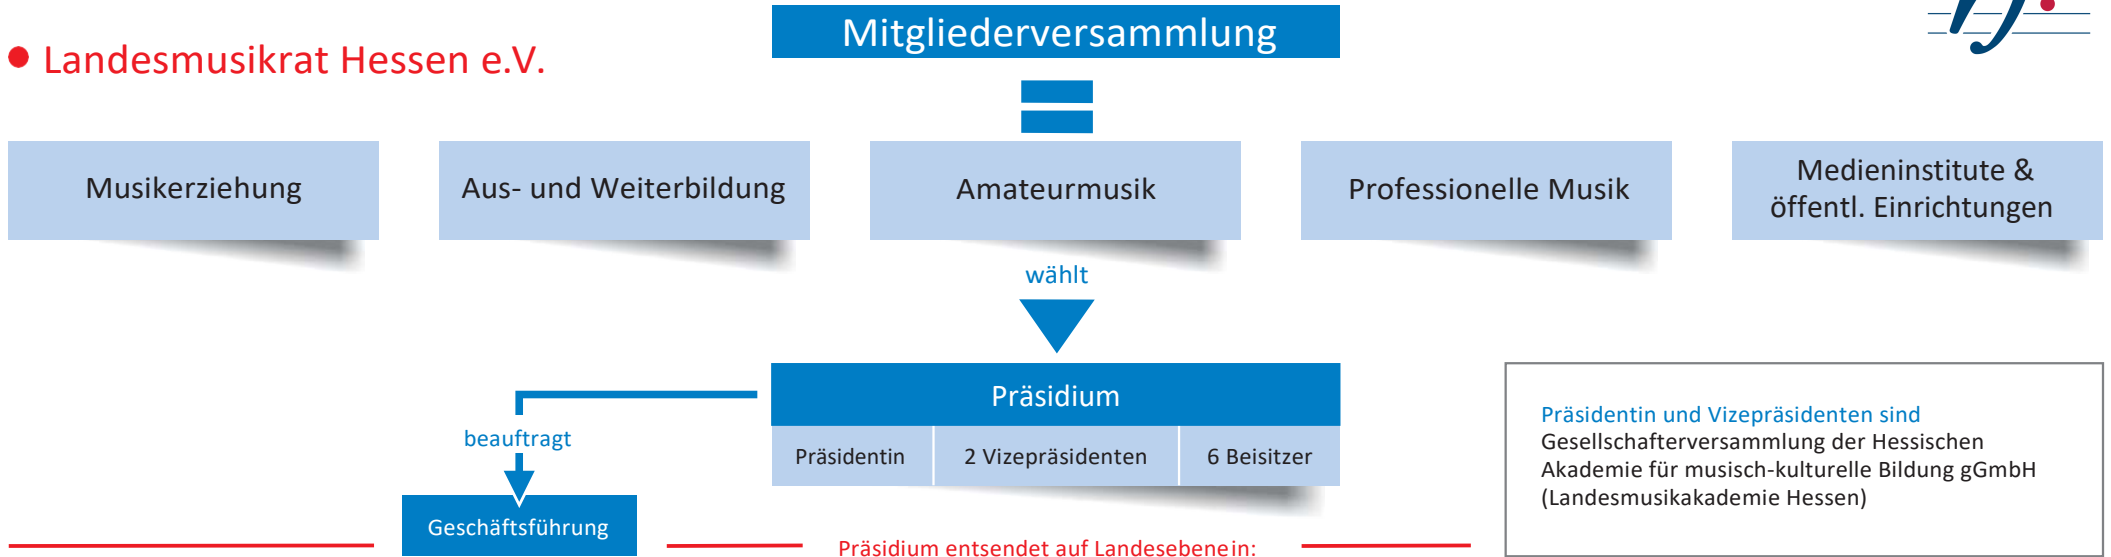 Landesmusikrat Hessen e.V.
Mitgliederversammlung
Musikerziehung
Aus- und Weiterbildung
Amateurmusik
Professionelle Musik
Medieninstitute &
öffentl. Einrichtungen
wählt
Präsidium
Präsidentin
2 Vizepräsidenten
6 Beisitzer
beauftragt
Geschäftsführung
Präsidentin und Vizepräsidenten sind
Gesellschafterversammlung der Hessischen
Akademie für musisch-kulturelle Bildung gGmbH
(Landesmusikakademie Hessen)
Präsidium entsendet auf Landesebenein: